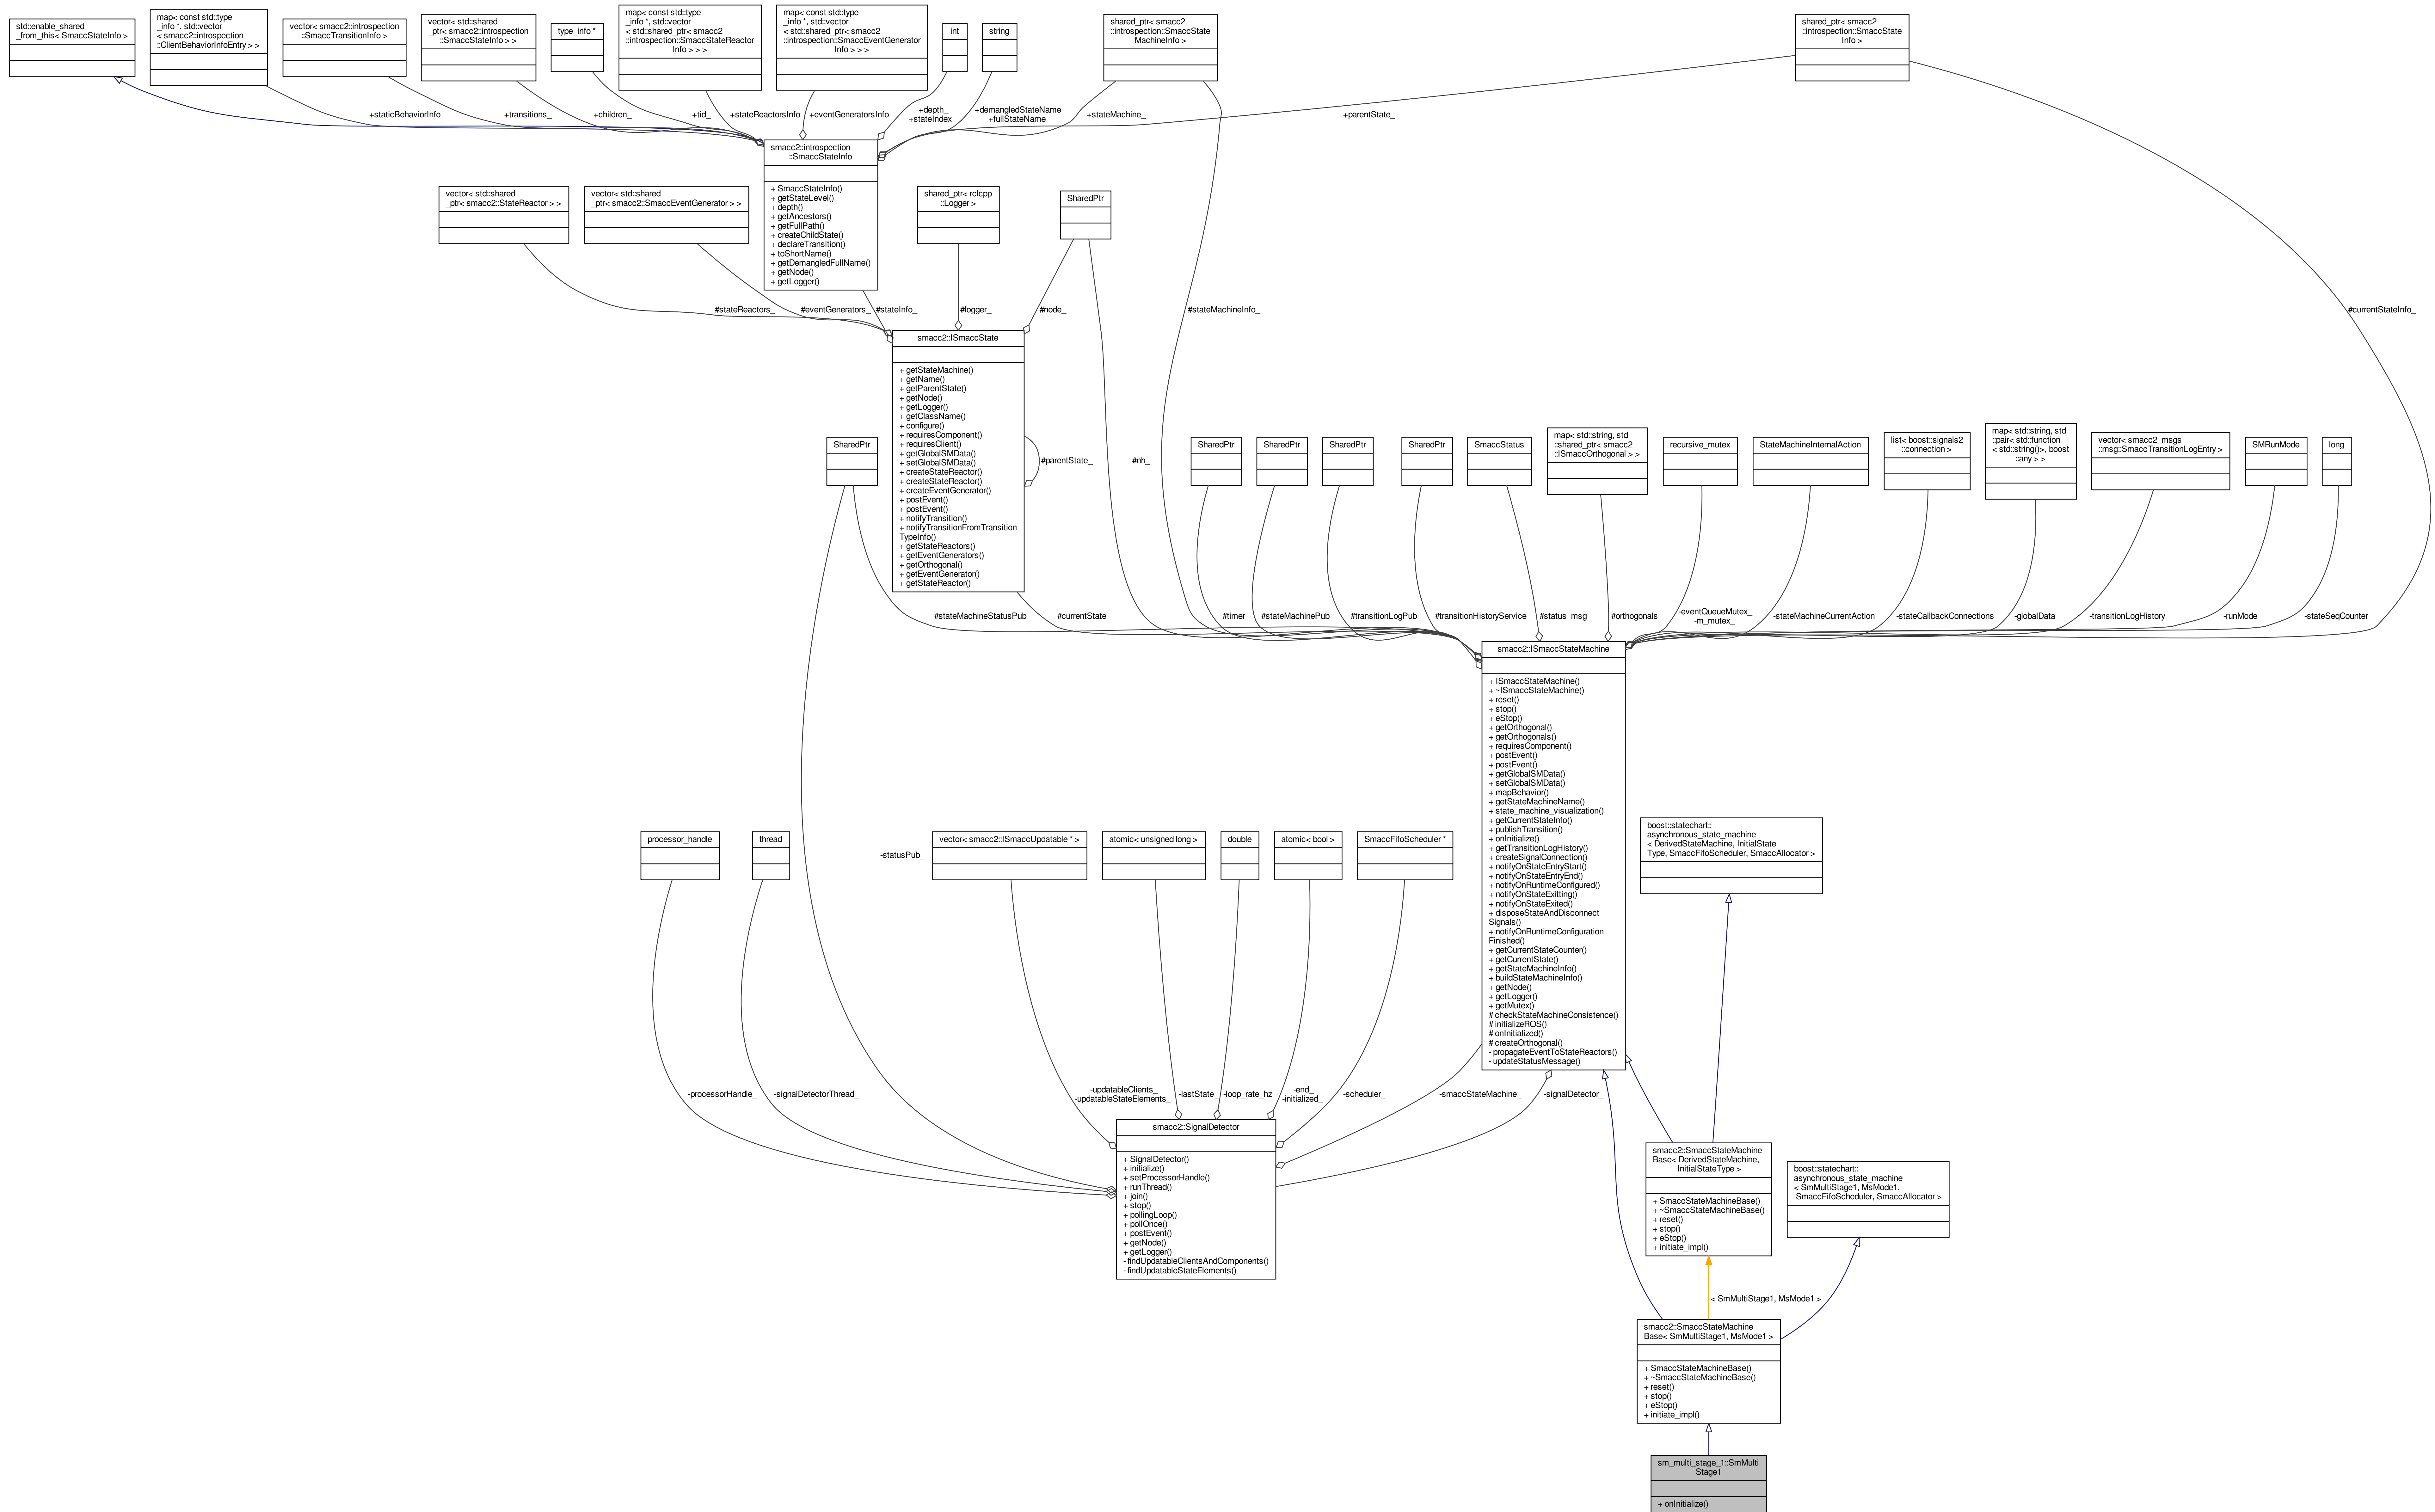 std::enable_shared
_from_this< SmaccStateInfo >
map< const std::type
_info *, std::vector
< smacc2::introspection
::ClientBehaviorInfoEntry > >
vector< smacc2::introspection
::SmaccTransitionInfo >
vector< std::shared
_ptr< smacc2::introspection
::SmaccStateInfo > >
type_info *
map< const std::type
_info *, std::vector
< std::shared_ptr< smacc2
::introspection::SmaccStateReactor
Info > > >
map< const std::type
_info *, std::vector
< std::shared_ptr< smacc2
::introspection::SmaccEventGenerator
Info > > >
int
string
shared_ptr< smacc2
::introspection::SmaccState
MachineInfo >
shared_ptr< smacc2
::introspection::SmaccState
Info >
+staticBehaviorInfo
+transitions_
+children_
+tid_
+stateReactorsInfo
+eventGeneratorsInfo
+depth_
+stateIndex_
+demangledStateName
+fullStateName
+stateMachine_
+parentState_
smacc2::introspection
::SmaccStateInfo
+ SmaccStateInfo()
+ getStateLevel()
+ depth()
+ getAncestors()
+ getFullPath()
+ createChildState()
+ declareTransition()
+ toShortName()
+ getDemangledFullName()
+ getNode()
+ getLogger()
vector< std::shared
_ptr< smacc2::StateReactor > >
vector< std::shared
_ptr< smacc2::SmaccEventGenerator > >
shared_ptr< rclcpp
::Logger >
SharedPtr
#stateReactors_
#eventGenerators_
#stateInfo_
#logger_
#node_
#stateMachineInfo_
#currentStateInfo_
smacc2::ISmaccState
+ getStateMachine()
+ getName()
+ getParentState()
+ getNode()
+ getLogger()
+ getClassName()
+ configure()
+ requiresComponent()
+ requiresClient()
+ getGlobalSMData()
+ setGlobalSMData()
+ createStateReactor()
+ createStateReactor()
+ createEventGenerator()
+ postEvent()
+ postEvent()
+ notifyTransition()
+ notifyTransitionFromTransition
TypeInfo()
+ getStateReactors()
+ getEventGenerators()
+ getOrthogonal()
+ getEventGenerator()
+ getStateReactor()
#parentState_
#nh_
SharedPtr
SharedPtr
SharedPtr
SharedPtr
SharedPtr
SmaccStatus
map< std::string, std
::shared_ptr< smacc2
::ISmaccOrthogonal > >
recursive_mutex
StateMachineInternalAction
list< boost::signals2
::connection >
map< std::string, std
::pair< std::function
< std::string()>, boost
::any > >
vector< smacc2_msgs
::msg::SmaccTransitionLogEntry >
SMRunMode
long
#stateMachineStatusPub_
#currentState_
#timer_
#stateMachinePub_
#transitionLogPub_
#transitionHistoryService_
#status_msg_
#orthogonals_
-eventQueueMutex_
-m_mutex_
-stateMachineCurrentAction
-stateCallbackConnections
-globalData_
-transitionLogHistory_
-runMode_
-stateSeqCounter_
smacc2::ISmaccStateMachine
+ ISmaccStateMachine()
+ ~ISmaccStateMachine()
+ reset()
+ stop()
+ eStop()
+ getOrthogonal()
+ getOrthogonals()
+ requiresComponent()
+ postEvent()
+ postEvent()
+ getGlobalSMData()
+ setGlobalSMData()
+ mapBehavior()
+ getStateMachineName()
+ state_machine_visualization()
+ getCurrentStateInfo()
+ publishTransition()
+ onInitialize()
+ getTransitionLogHistory()
+ createSignalConnection()
+ notifyOnStateEntryStart()
+ notifyOnStateEntryEnd()
+ notifyOnRuntimeConfigured()
+ notifyOnStateExitting()
+ notifyOnStateExited()
+ disposeStateAndDisconnect
Signals()
+ notifyOnRuntimeConfiguration
Finished()
+ getCurrentStateCounter()
+ getCurrentState()
+ getStateMachineInfo()
+ buildStateMachineInfo()
+ getNode()
+ getLogger()
+ getMutex()
# checkStateMachineConsistence()
# initializeROS()
# onInitialized()
# createOrthogonal()
- propagateEventToStateReactors()
- updateStatusMessage()
processor_handle
thread
-statusPub_
vector< smacc2::ISmaccUpdatable * >
atomic< unsigned long >
double
atomic< bool >
SmaccFifoScheduler *
boost::statechart::
asynchronous_state_machine
< DerivedStateMachine, InitialState
Type, SmaccFifoScheduler, SmaccAllocator >
-processorHandle_
-signalDetectorThread_
-updatableClients_
-updatableStateElements_
-lastState_
-loop_rate_hz
-end_
-initialized_
-scheduler_
-smaccStateMachine_
-signalDetector_
smacc2::SignalDetector
+ SignalDetector()
+ initialize()
+ setProcessorHandle()
+ runThread()
+ join()
+ stop()
+ pollingLoop()
+ pollOnce()
+ postEvent()
+ getNode()
+ getLogger()
- findUpdatableClientsAndComponents()
- findUpdatableStateElements()
smacc2::SmaccStateMachine
Base< DerivedStateMachine,
InitialStateType >
+ SmaccStateMachineBase()
+ ~SmaccStateMachineBase()
+ reset()
+ stop()
+ eStop()
+ initiate_impl()
boost::statechart::
asynchronous_state_machine
< SmMultiStage1, MsMode1,
SmaccFifoScheduler, SmaccAllocator >
< SmMultiStage1, MsMode1 >
smacc2::SmaccStateMachine
Base< SmMultiStage1, MsMode1 >
+ SmaccStateMachineBase()
+ ~SmaccStateMachineBase()
+ reset()
+ stop()
+ eStop()
+ initiate_impl()
sm_multi_stage_1::SmMulti
Stage1
+ onInitialize()